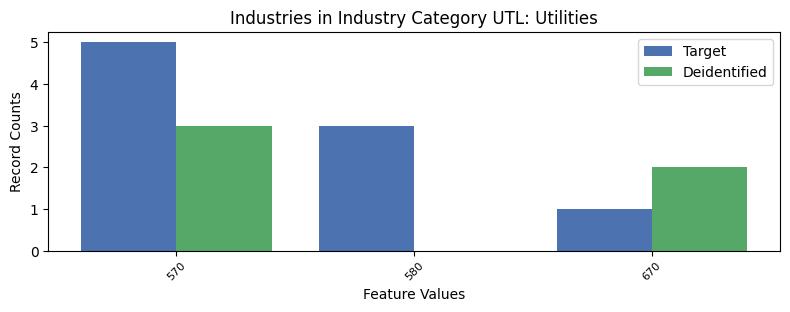 Industries in Industry Category UTL: Utilities
Target
Deidentified
Record Counts
5
4
3
2
1
0
570
580
670
Feature Values